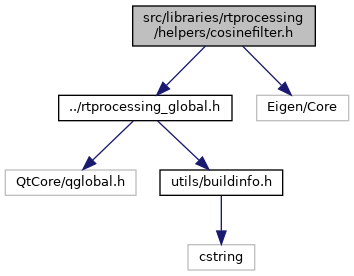 src/libraries/rtprocessing
/helpers/cosinefilter.h
../rtprocessing_global.h
Eigen/Core
QtCore/qglobal.h
utils/buildinfo.h
cstring